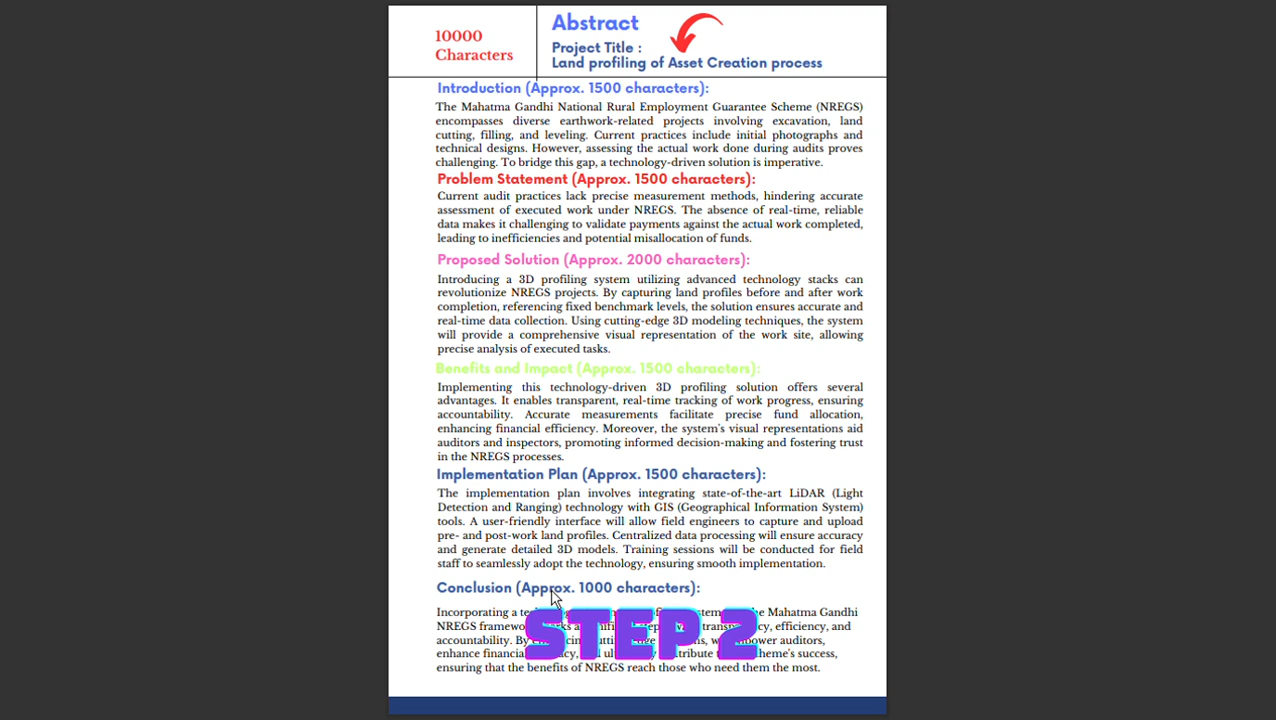 10000
Characters
Abstract
Project Title :
Land profiling of Asset Creation process
Introduction (Approx. 1500 characters):
The Mahatma Gandhi National Rural Employment Guarantee Scheme (NREGS)
encompasses diverse earthwork-related projects involving excavation, land
cutting, filling, and leveling. Current practices include initial photographs and
technical designs. However, assessing the actual work done during audits proves
challenging. To bridge this gap, a technology-driven solution is imperative.
Problem Statement (Approx. 1500 characters):
Current audit practices lack precise measurement methods, hindering accurate
assessment of executed work under NREGS. The absence of real-time, reliable
data makes it challenging to validate payments against the actual work completed,
leading to inefficiencies and potential misallocation of funds.
Proposed Solution (Approx. 2000 characters):
Introducing a 3D profiling system utilizing advanced technology stacks can
revolutionize NREGS projects. By capturing land profiles before and after work
completion, referencing fixed benchmark levels, the solution ensures accurate and
real-time data collection. Using cutting-edge 3D modeling techniques, the system
will provide a comprehensive visual representation of the work site, allowing
precise analysis of executed tasks.
Benefits and Impact (Approx. 1500 characters):
Implementing this technology-driven 3D profiling solution offers several
advantages. It enables transparent, real-time tracking of work progress, ensuring
accountability. Accurate measurements facilitate precise fund allocation,
enhancing financial efficiency. Moreover, the system's visual representations aid
auditors and inspectors, promoting informed decision-making and fostering trust
in the NREGS processes.
Implementation Plan (Approx. 1500 characters):
The implementation plan involves integrating state-of-the-art LiDAR (Light
Detection and Ranging) technology with GIS (Geographical Information System)
tools. A user-friendly interface will allow field engineers to capture and upload
pre- and post-work land profiles. Centralized data processing will ensure accuracy
and generate detailed 3D models. Training sessions will be conducted for field
staff to seamlessly adopt the technology, ensuring smooth implementation.
Conclusion (Approx. 1000 characters):
Incorporating a Mahatma Gandhi
NREGS efficiency, and
accountability. By auditors,
enhance success,
ensuring that the benefits of NREGS reach those who need them the most.
STEP 2